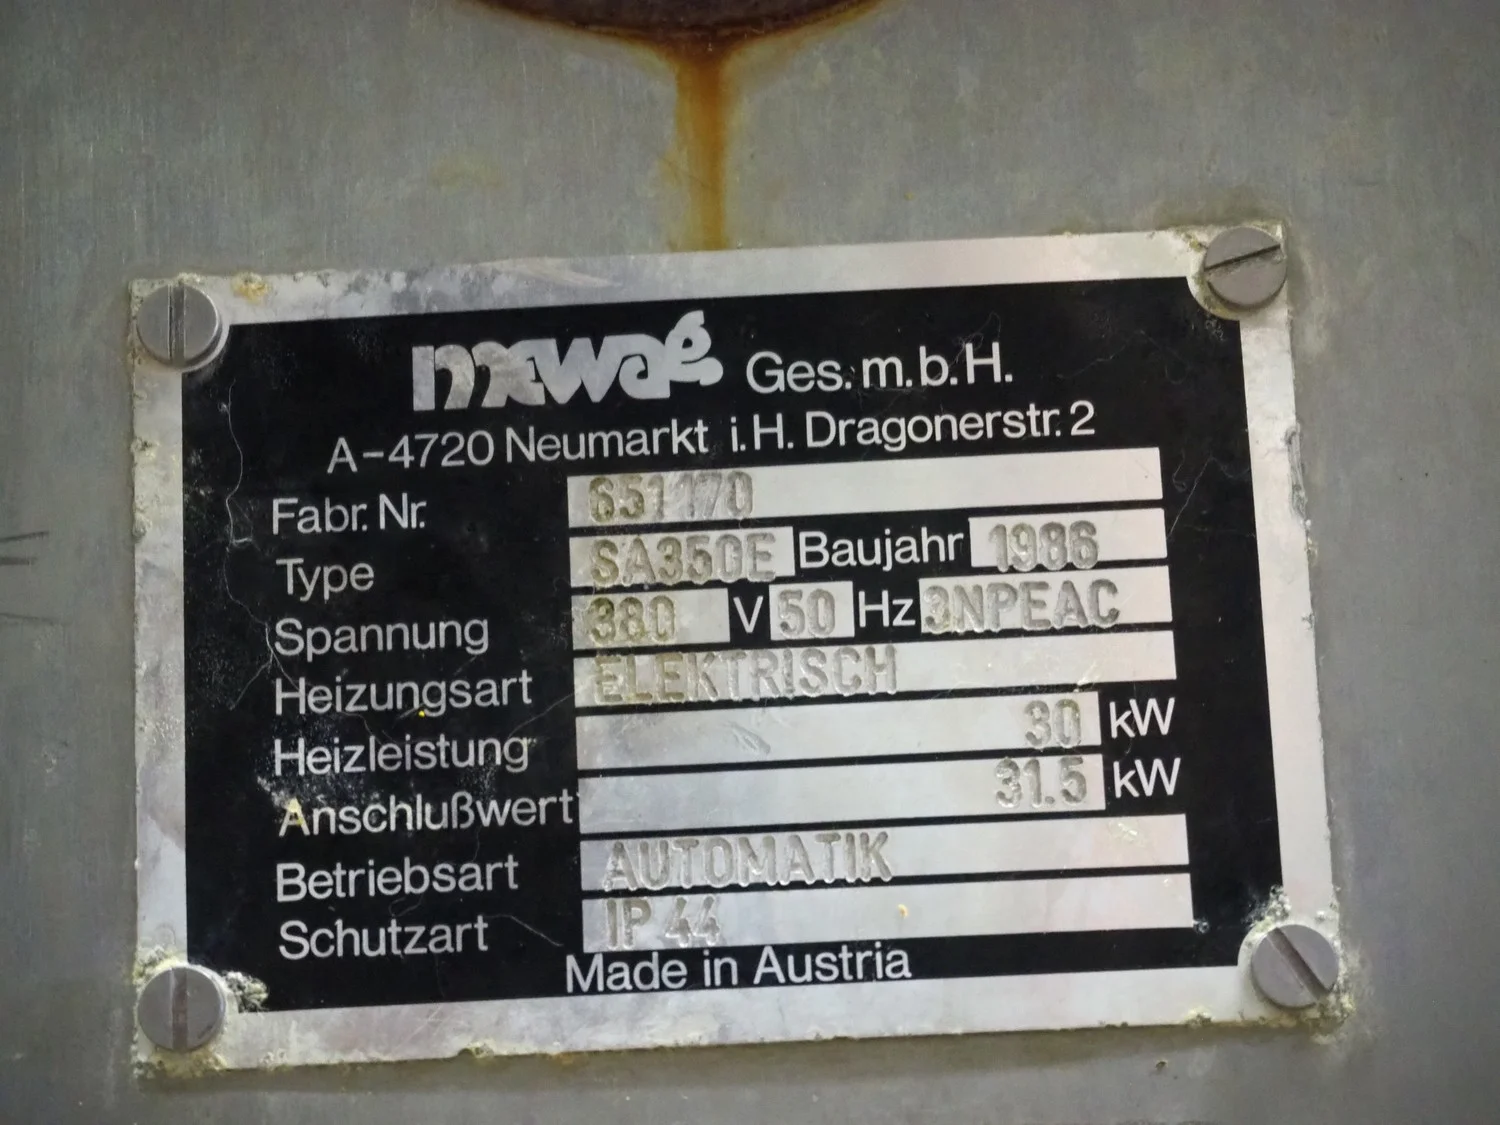 mewa Ges.m.b.H.
A-4720 Neumarkt i.H. Dragonerstr. 2
Fabr. Nr. 651170
Type SA350E Baujahr 1986
Spannung 380 V 50 Hz 3NPEAC
Heizungsart ELEKTRISCH
Heizleistung 30 kW
Anschlußwert 31.5 kW
Betriebsart AUTOMATIK
Schutzart IP 44
Made in Austria